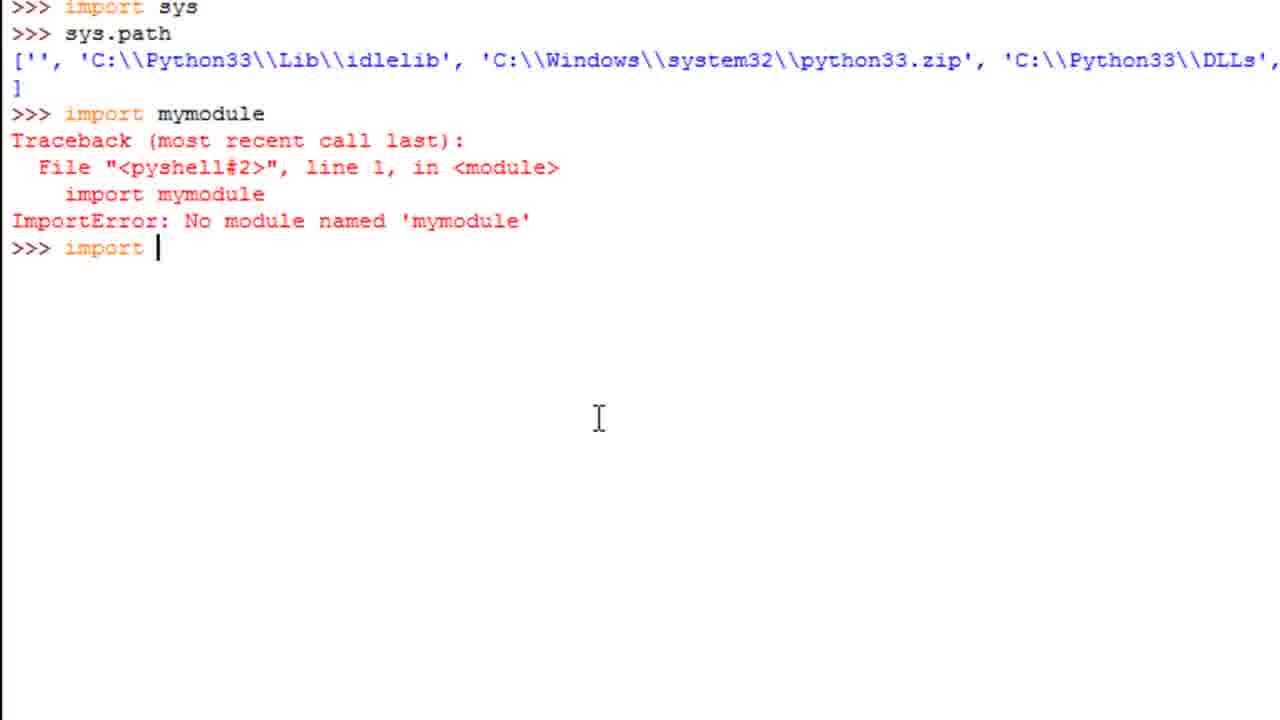 >>> import sys
>>> sys.path
['', 'C:\\Python33\\Lib\\idlelib', 'C:\\Windows\\system32\\python33.zip', 'C:\\Python33\\DLLs',
]
>>> import mymodule
Traceback (most recent call last):
  File "<pyshell#2>", line 1, in <module>
    import mymodule
ImportError: No module named 'mymodule'
>>> import